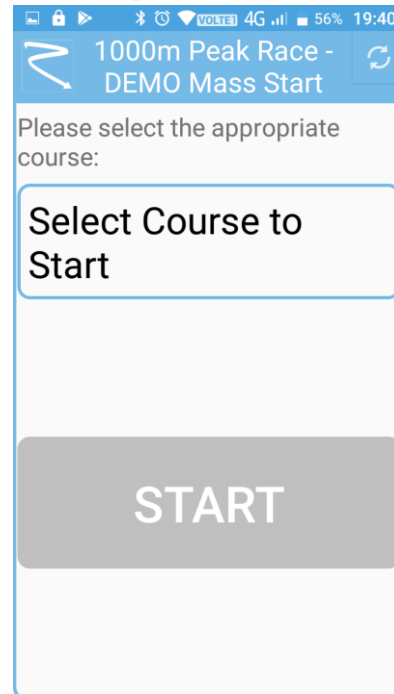 VOLTE1 4G 56% 19:40
1000m Peak Race -
DEMO Mass Start
Please select the appropriate
course:
Select Course to
Start
START